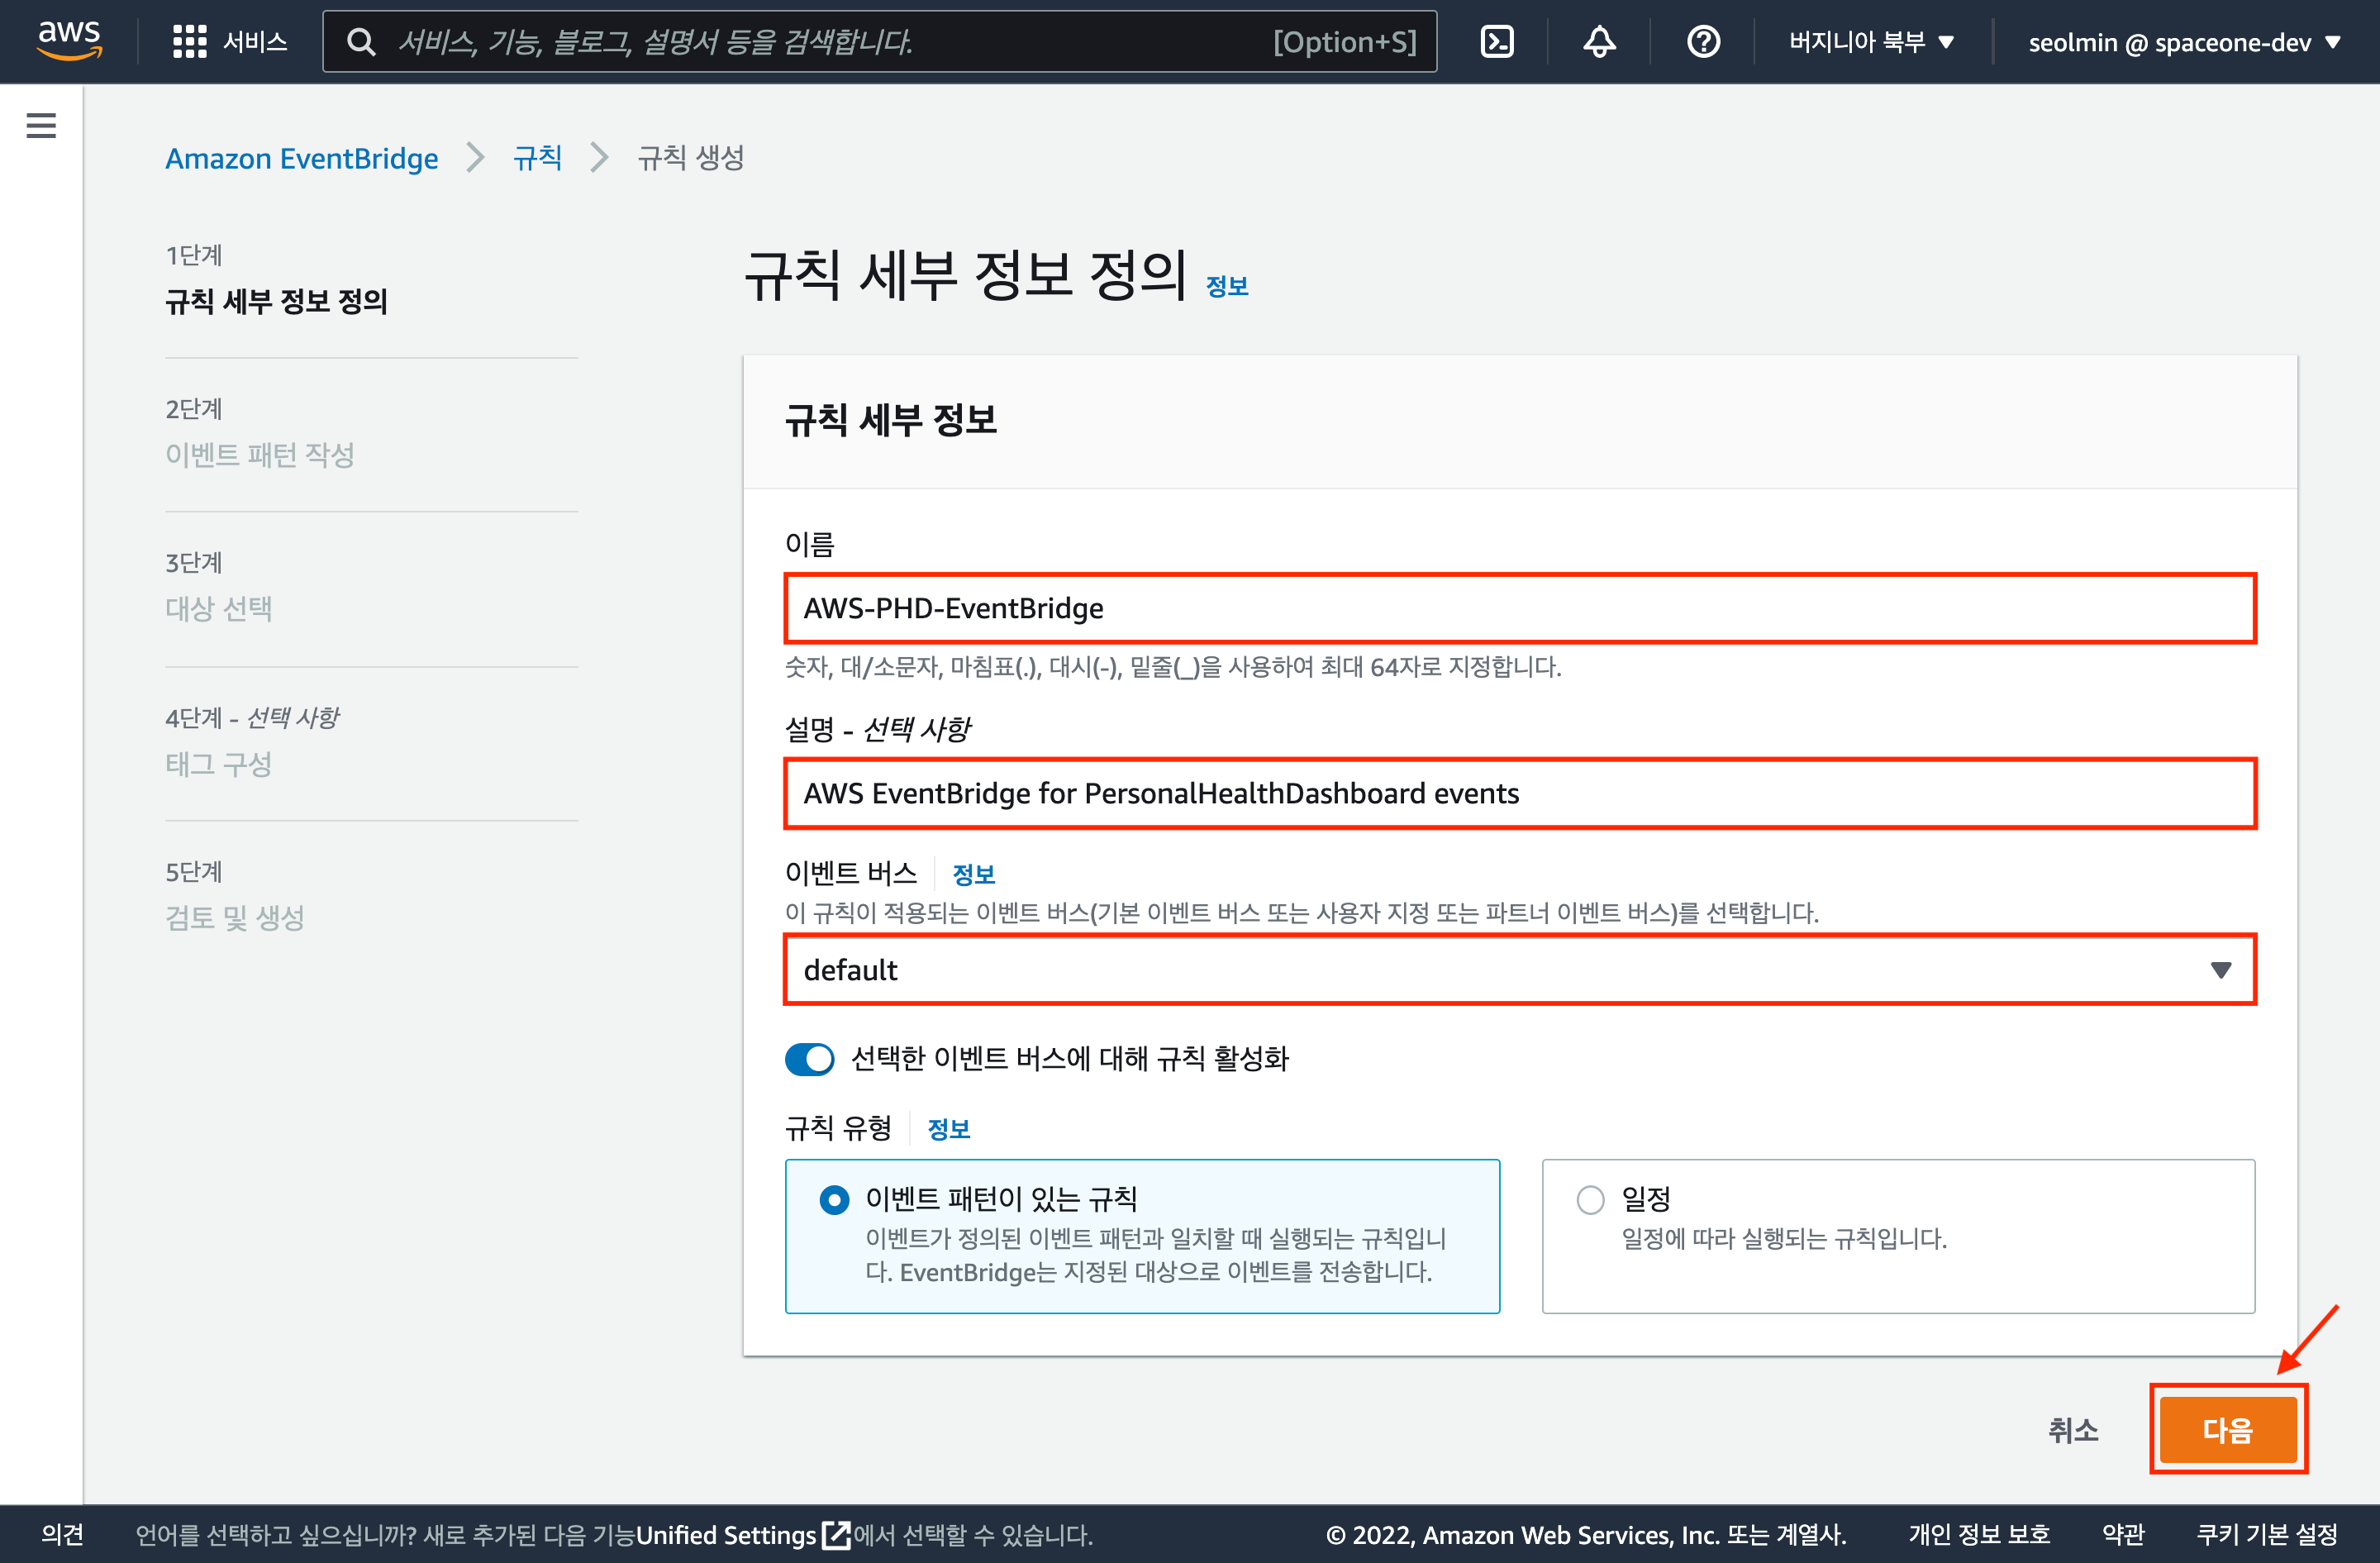 aws
서비스
서비스, 기능, 블로그, 설명서 등을 검색합니다.
[Option+S]
버지니아 북부
seolmin @ spaceone-dev
Amazon EventBridge
규칙
규칙 생성
1단계
규칙 세부 정보 정의
2단계
이벤트 패턴 작성
3단계
대상 선택
4단계 - 선택 사항
태그 구성
5단계
검토 및 생성
규칙 세부 정보 정의 정보
규칙 세부 정보
이름
AWS-PHD-EventBridge
숫자, 대/소문자, 마침표(.), 대시(-), 밑줄(_)을 사용하여 최대 64자로 지정합니다.
설명 - 선택 사항
AWS EventBridge for PersonalHealthDashboard events
이벤트 버스 정보
이 규칙이 적용되는 이벤트 버스(기본 이벤트 버스 또는 사용자 지정 또는 파트너 이벤트 버스)를 선택합니다.
default
선택한 이벤트 버스에 대해 규칙 활성화
규칙 유형 정보
이벤트 패턴이 있는 규칙
이벤트가 정의된 이벤트 패턴과 일치할 때 실행되는 규칙입니
다. EventBridge는 지정된 대상으로 이벤트를 전송합니다.
일정
일정에 따라 실행되는 규칙입니다.
취소
다음
의견
언어를 선택하고 싶으십니까? 새로 추가된 다음 기능Unified Settings에서 선택할 수 있습니다.
© 2022, Amazon Web Services, Inc. 또는 계열사.
개인 정보 보호
약관
쿠키 기본 설정